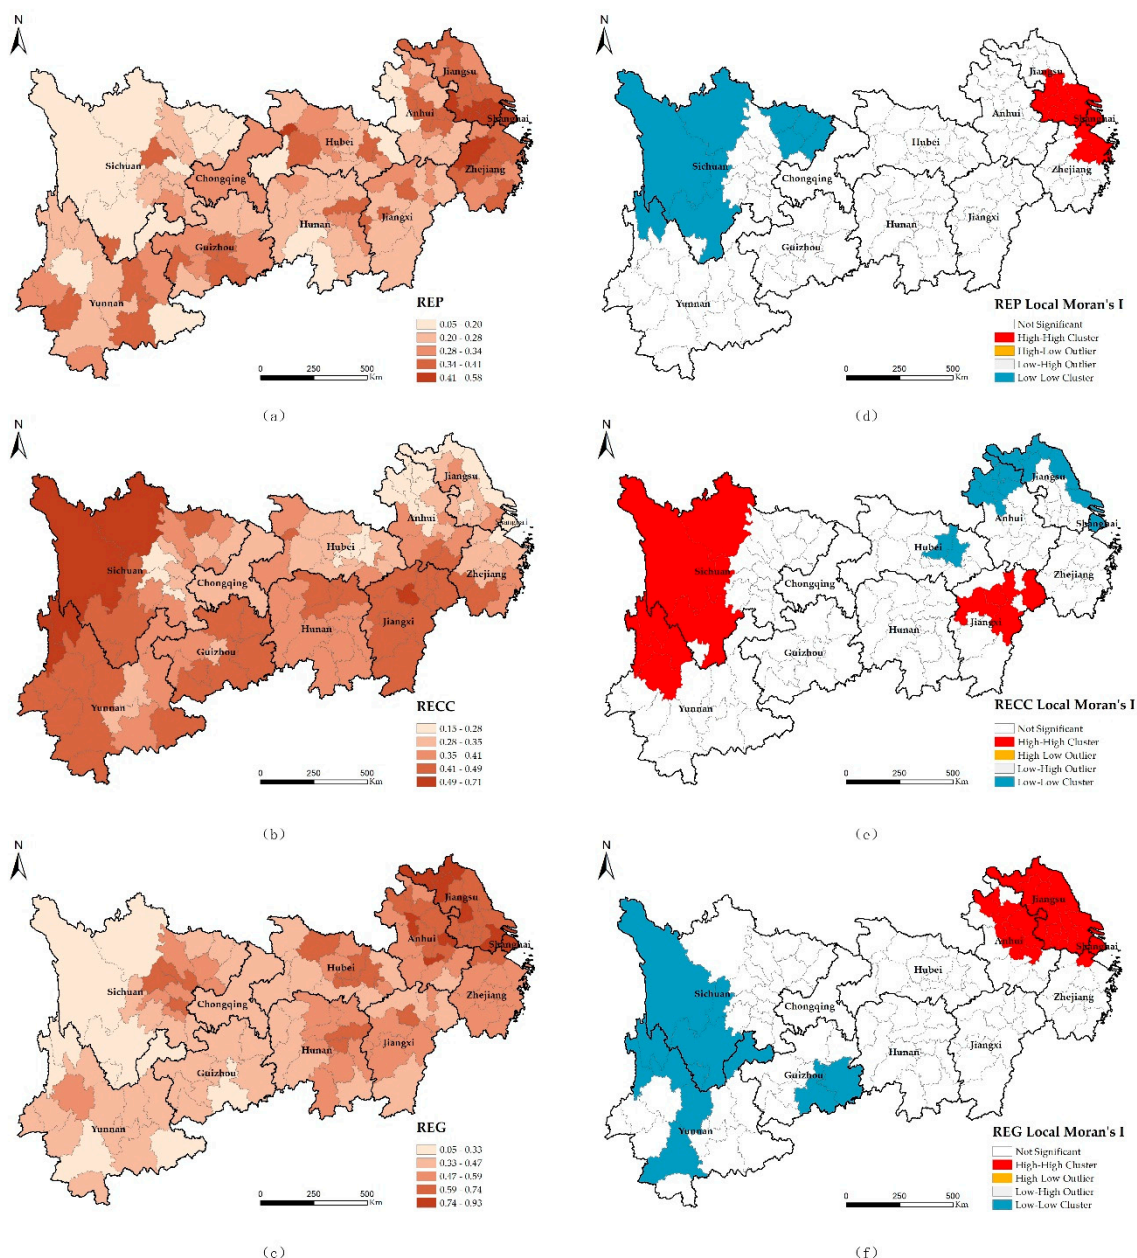 N
Jiangsu
Shanghai
Anhui
Hubei
Sichuan
Zhejiang
Chongqing
Hunan
Jiangxi
Guizhou
Yunnan
REP
0.05 - 0.20
0.20 - 0.28
0.28 - 0.34
0.34 - 0.41
0.41 - 0.58
0 250 500
Km
(a)
N
Jiangsu
Shanghai
Anhui
Hubei
Sichuan
Zhejiang
Chongqing
Hunan
Jiangxi
Guizhou
Yunnan
REP Local Moran's I
Not Significant
High-High Cluster
High-Low Outlier
Low-High Outlier
Low-Low Cluster
0 250 500
Km
(d)
N
Jiangsu
Shanghai
Anhui
Hubei
Sichuan
Zhejiang
Chongqing
Hunan
Jiangxi
Guizhou
Yunnan
RECC
0.15 - 0.28
0.28 - 0.35
0.35 - 0.41
0.41 - 0.49
0.49 - 0.71
0 250 500
Km
(b)
N
Jiangsu
Shanghai
Anhui
Hubei
Sichuan
Zhejiang
Chongqing
Hunan
Jiangxi
Guizhou
Yunnan
RECC Local Moran's I
Not Significant
High-High Cluster
High Low Outlier
Low-High Outlier
Low-Low Cluster
0 250 500
Km
(e)
N
Jiangsu
Shanghai
Anhui
Hubei
Sichuan
Zhejiang
Chongqing
Hunan
Jiangxi
Guizhou
Yunnan
REG
0.05 - 0.33
0.33 - 0.47
0.47 - 0.59
0.59 - 0.74
0.74 - 0.93
0 250 500
Km
(c)
N
Jiangsu
Shanghai
Anhui
Hubei
Sichuan
Zhejiang
Chongqing
Hunan
Jiangxi
Guizhou
Yunnan
REG Local Moran's I
Not Significant
High-High Cluster
High Low Outlier
Low-High Outlier
Low-Low Cluster
0 250 500
Km
(f)